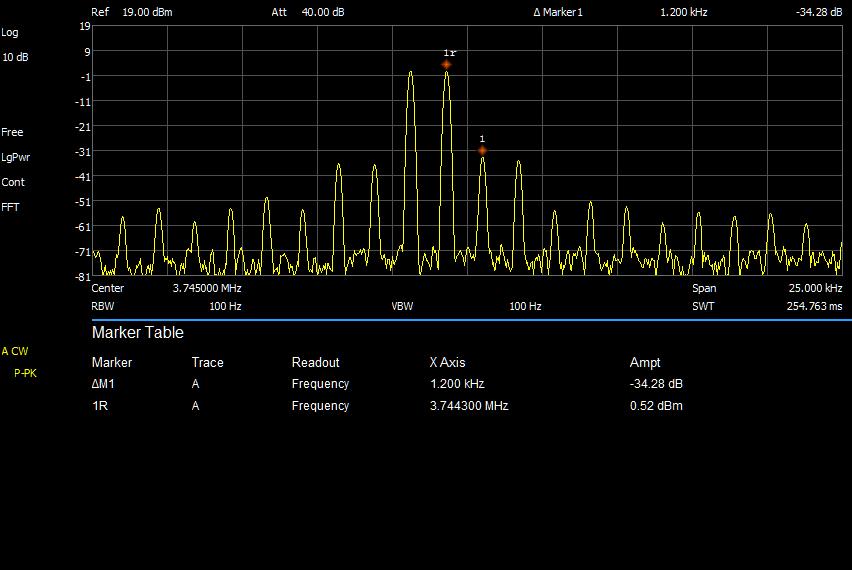 Ref 19.00 dBm Att 40.00 dB Δ Marker1 1.200 kHz -34.28 dB
Log
10 dB
Free
LgPwr
Cont
FFT
19
9
-1
-11
-21
-31
-41
-51
-61
-71
-81
1r
1
Center 3.745000 MHz Span 25.000 kHz
RBW 100 Hz VBW 100 Hz SWT 254.763 ms
A CW
P-PK
Marker Table
Marker Trace Readout X Axis Ampt
ΔM1 A Frequency 1.200 kHz -34.28 dB
1R A Frequency 3.744300 MHz 0.52 dBm